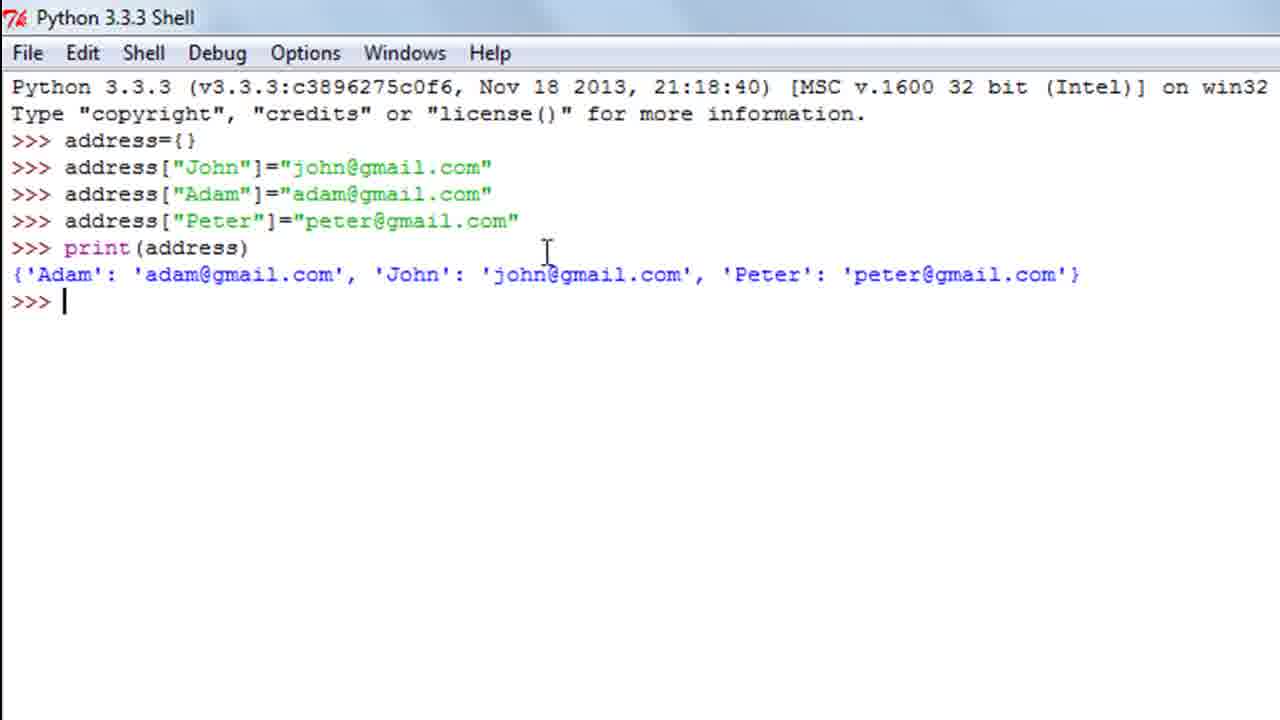 Python 3.3.3 Shell
File Edit Shell Debug Options Windows Help
Python 3.3.3 (v3.3.3:c3896275c0f6, Nov 18 2013, 21:18:40) [MSC v.1600 32 bit (Intel)] on win32
Type "copyright", "credits" or "license()" for more information.
>>> address={}
>>> address["John"]="john@gmail.com"
>>> address["Adam"]="adam@gmail.com"
>>> address["Peter"]="peter@gmail.com"
>>> print(address)
{'Adam': 'adam@gmail.com', 'John': 'john@gmail.com', 'Peter': 'peter@gmail.com'}
>>>